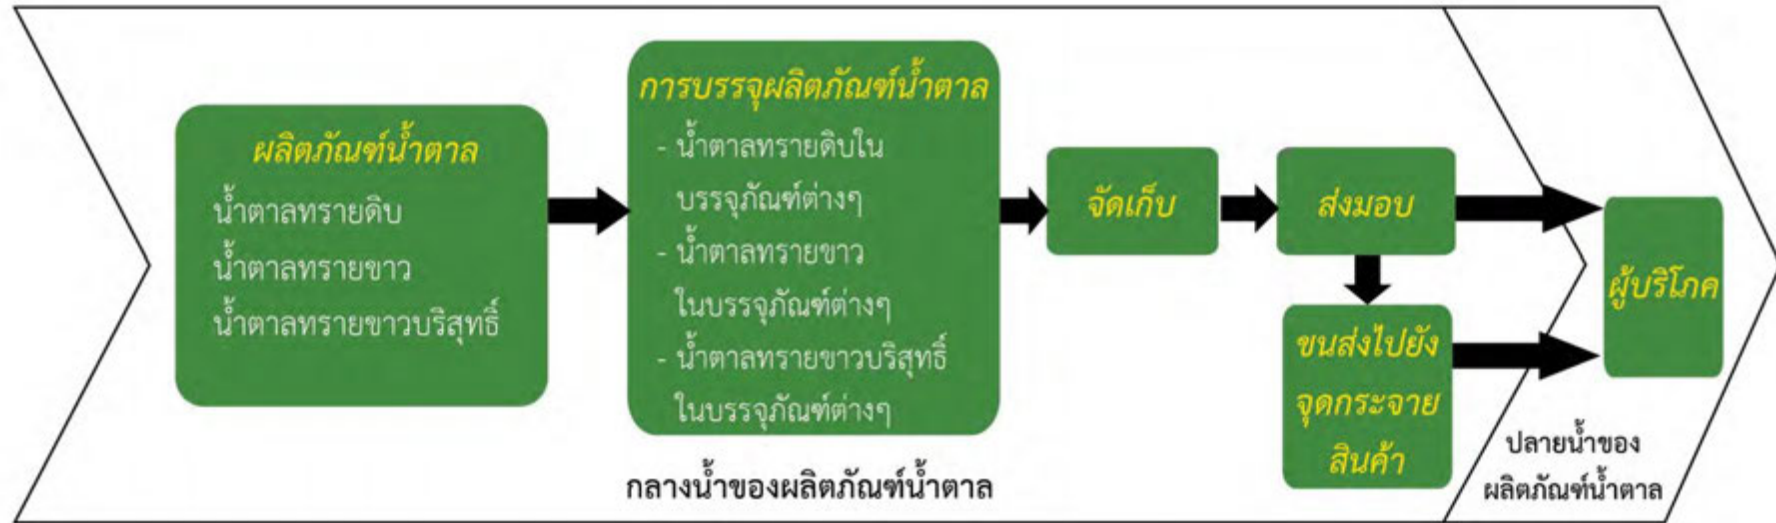 ผลิตภัณฑ์น้ำตาล
น้ำตาลทรายดิบ
น้ำตาลทรายขาว
น้ำตาลทรายขาวบริสุทธิ์
การบรรจุผลิตภัณฑ์น้ำตาล
- น้ำตาลทรายดิบใน
บรรจุภัณฑ์ต่างๆ
- น้ำตาลทรายขาว
ในบรรจุภัณฑ์ต่างๆ
- น้ำตาลทรายขาวบริสุทธิ์
ในบรรจุภัณฑ์ต่างๆ
จัดเก็บ
ส่งมอบ
ขนส่งไปยัง
จุดกระจาย
สินค้า
ผู้บริโภค
กลางน้ำของผลิตภัณฑ์น้ำตาล
ปลายน้ำของ
ผลิตภัณฑ์น้ำตาล